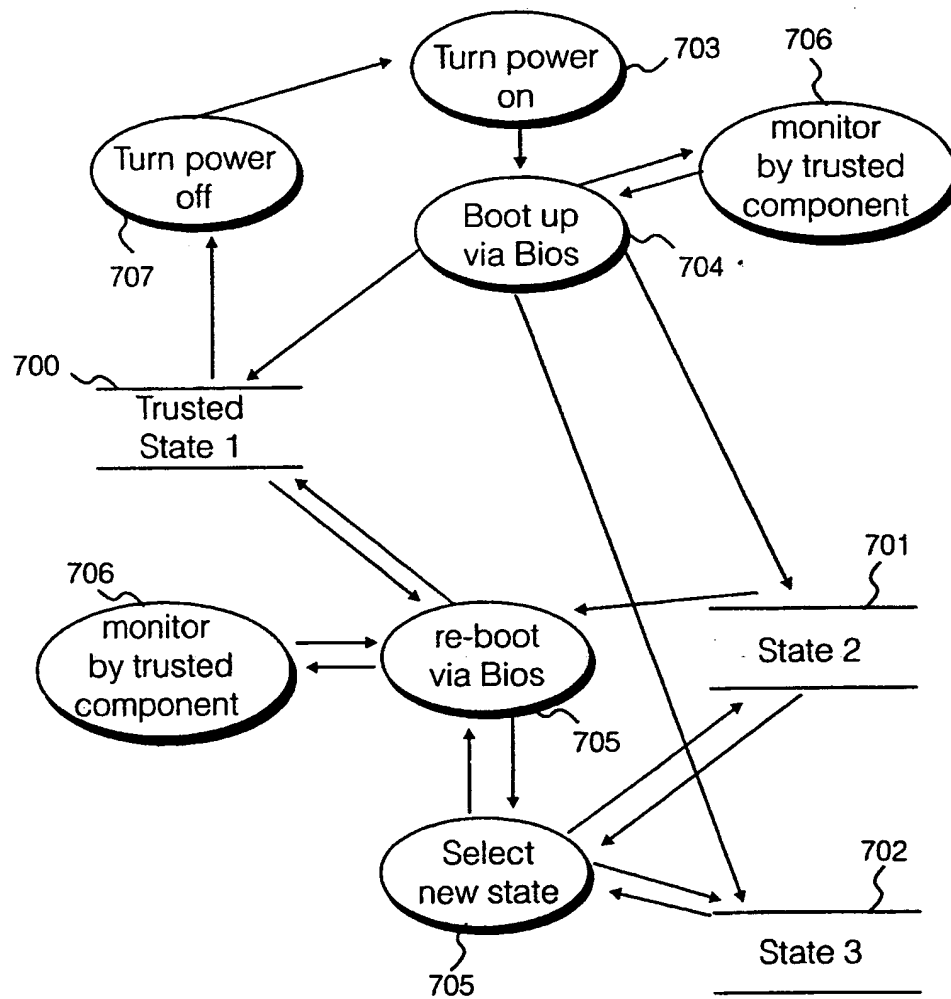 Turn power
on
703
706
monitor
by trusted
component
Turn power
off
707
Boot up
via Bios
704
700
Trusted
State 1
701
State 2
706
monitor
by trusted
component
re-boot
via Bios
705
Select
new state
705
702
State 3